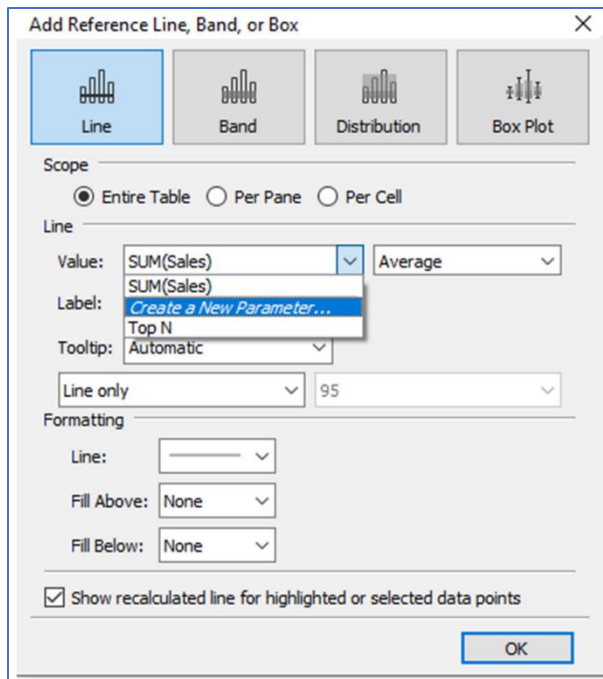 Add Reference Line, Band, or Box
Line Band Distribution Box Plot
Scope
Entire Table Per Pane Per Cell
Line
Value: SUM(Sales) Average
SUM(Sales)
Label: Create a New Parameter...
Top N
Tooltip: Automatic
Line only 95
Formatting
Line:
Fill Above: None
Fill Below: None
Show recalculated line for highlighted or selected data points
OK